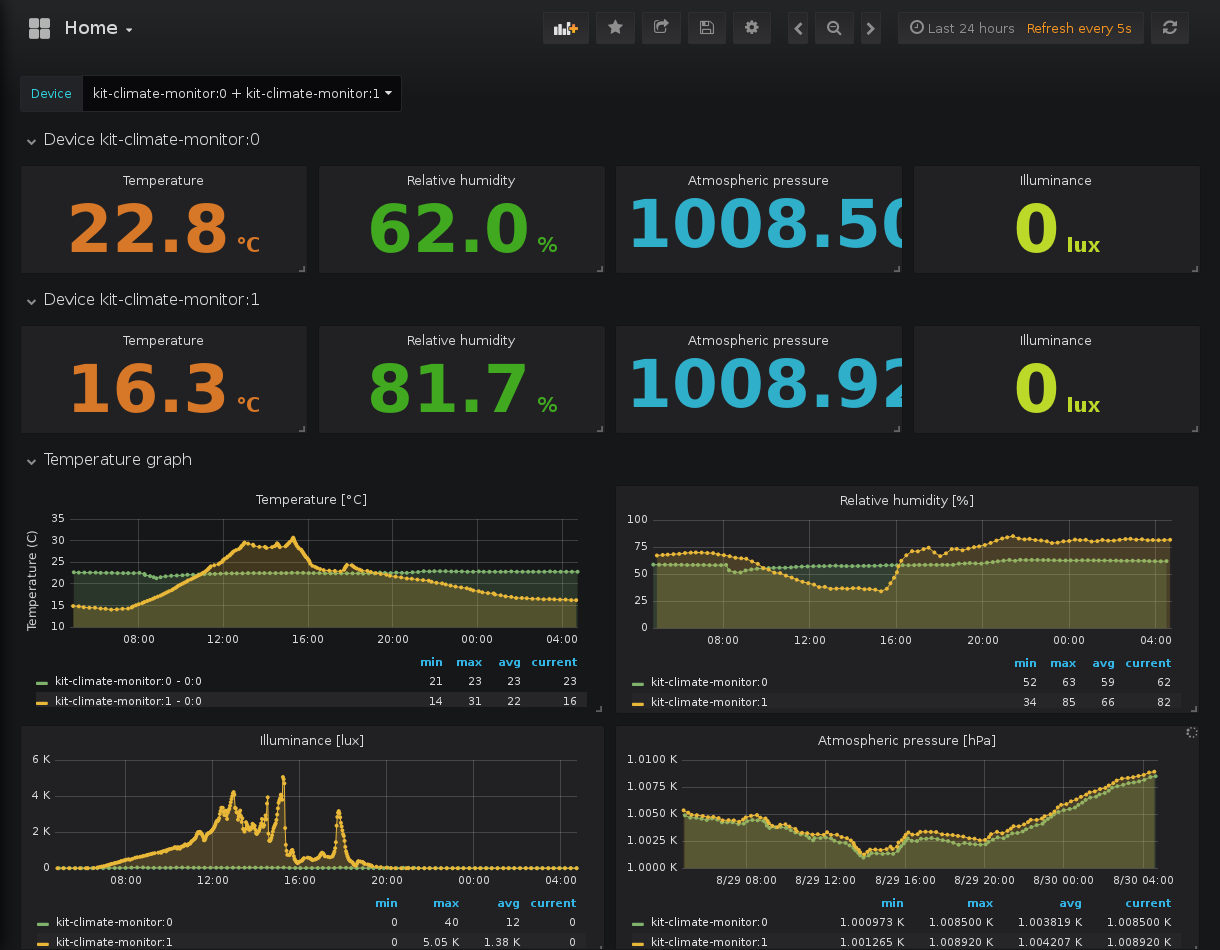 Home
Last 24 hours Refresh every 5s
Device kit-climate-monitor:0 + kit-climate-monitor:1
Device kit-climate-monitor:0
Temperature Relative humidity Atmospheric pressure Illuminance
22.8 °C 62.0 % 1008.50 0 lux
Device kit-climate-monitor:1
Temperature Relative humidity Atmospheric pressure Illuminance
16.3 °C 81.7 % 1008.92 0 lux
Temperature graph
Temperature [°C]
Temperature (C)
35
30
25
20
15
10
08:00 12:00 16:00 20:00 00:00 04:00
min max avg current
kit-climate-monitor:0 - 0:0 21 23 23 23
kit-climate-monitor:1 - 0:0 14 31 22 16
Relative humidity [%]
100
75
50
25
0
08:00 12:00 16:00 20:00 00:00 04:00
min max avg current
kit-climate-monitor:0 52 63 59 62
kit-climate-monitor:1 34 85 66 82
Illuminance [lux]
6 K
4 K
2 K
0
08:00 12:00 16:00 20:00 00:00 04:00
min max avg current
kit-climate-monitor:0 0 40 12 0
kit-climate-monitor:1 0 5.05 K 1.38 K 0
Atmospheric pressure [hPa]
1.0100 K
1.0075 K
1.0050 K
1.0025 K
1.0000 K
8/29 08:00 8/29 12:00 8/29 16:00 8/29 20:00 8/30 00:00 8/30 04:00
min max avg current
kit-climate-monitor:0 1.000973 K 1.008500 K 1.003819 K 1.008500 K
kit-climate-monitor:1 1.001265 K 1.008920 K 1.004207 K 1.008920 K